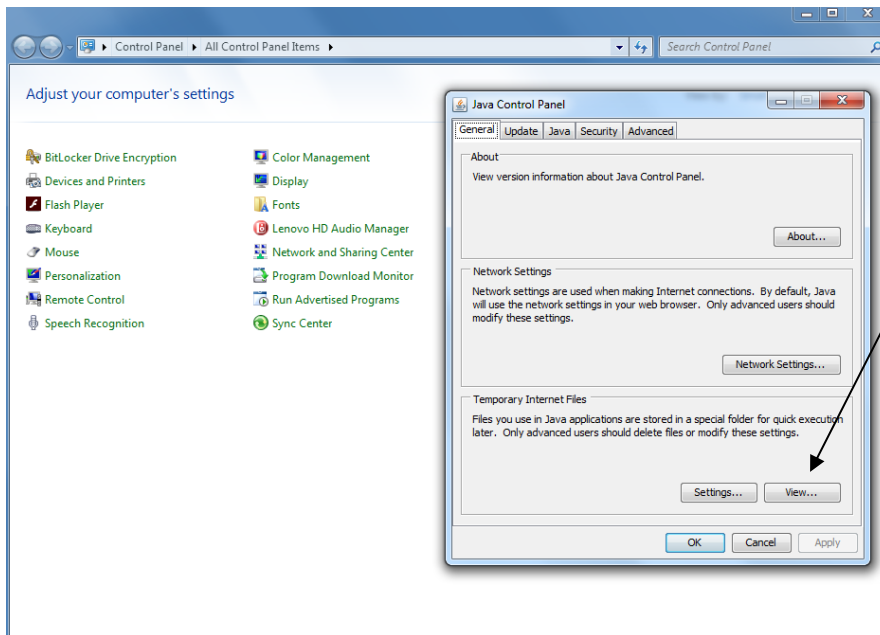 Control Panel All Control Panel Items Search Control Panel
Adjust your computer's settings
BitLocker Drive Encryption
Devices and Printers
Flash Player
Keyboard
Mouse
Personalization
Remote Control
Speech Recognition
Color Management
Display
Fonts
Lenovo HD Audio Manager
Network and Sharing Center
Program Download Monitor
Run Advertised Programs
Sync Center
Java Control Panel
General Update Java Security Advanced
About
View version information about Java Control Panel.
About...
Network Settings
Network settings are used when making Internet connections. By default, Java
will use the network settings in your web browser. Only advanced users should
modify these settings.
Network Settings...
Temporary Internet Files
Files you use in Java applications are stored in a special folder for quick execution
later. Only advanced users should delete files or modify these settings.
Settings... View...
OK Cancel Apply